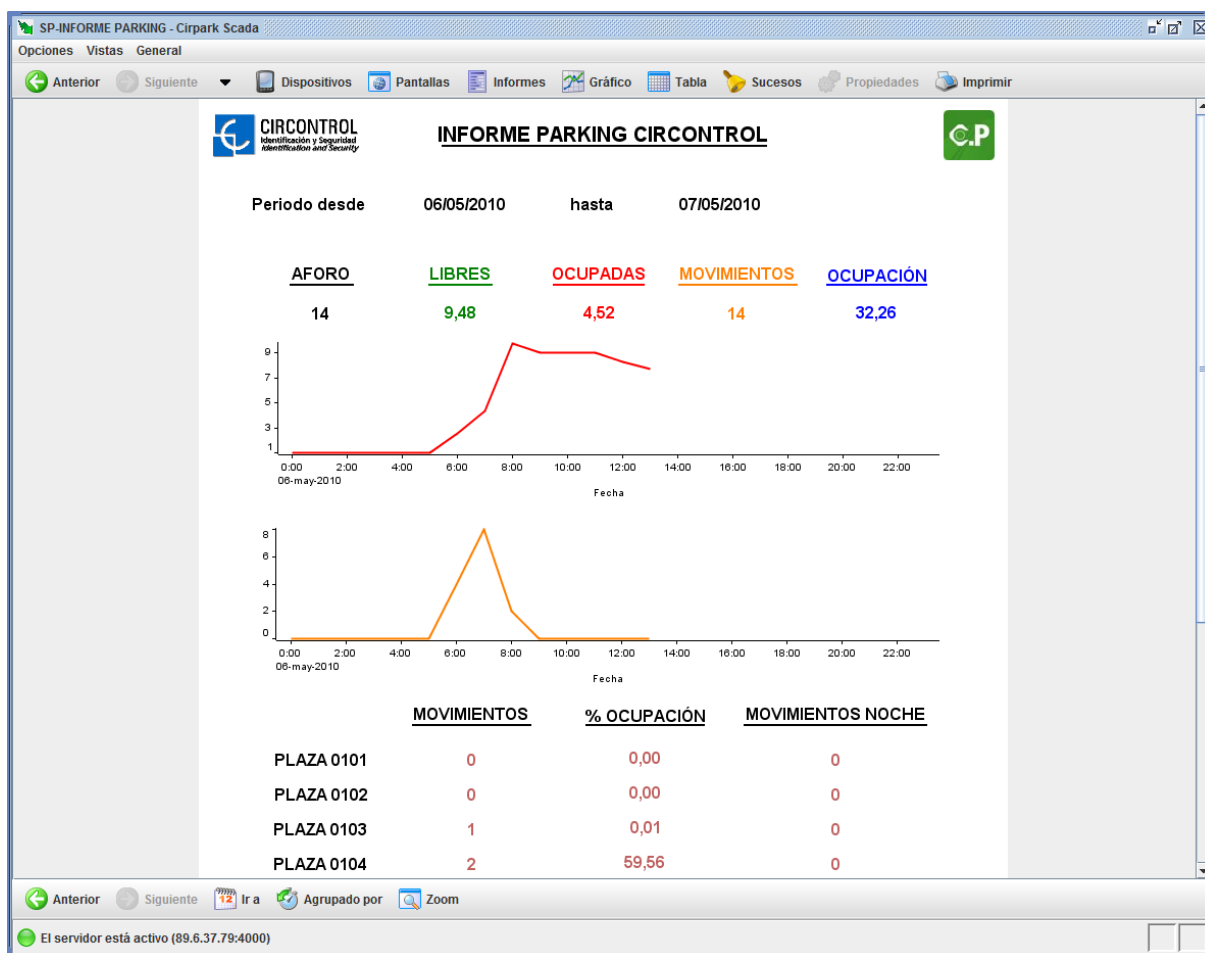 SP-INFORME PARKING - Cirpark Scada
Opciones Vistas General
Anterior Siguiente Dispositivos Pantallas Informes Gráfico Tabla Sucesos Propiedades Imprimir
CIRCONTROL
Identificación y Seguridad
Identification and Security
INFORME PARKING CIRCONTROL
C.P
Periodo desde 06/05/2010 hasta 07/05/2010
AFORO LIBRES OCUPADAS MOVIMIENTOS OCUPACIÓN
14 9,48 4,52 14 32,26
9
7
5
3
1
0:00 2:00 4:00 6:00 8:00 10:00 12:00 14:00 16:00 18:00 20:00 22:00
06-may-2010
Fecha
8
6
4
2
0
0:00 2:00 4:00 6:00 8:00 10:00 12:00 14:00 16:00 18:00 20:00 22:00
06-may-2010
Fecha
MOVIMIENTOS % OCUPACIÓN MOVIMIENTOS NOCHE
PLAZA 0101 0 0,00 0
PLAZA 0102 0 0,00 0
PLAZA 0103 1 0,01 0
PLAZA 0104 2 59,56 0
Anterior Siguiente 12 Ir a Agrupado por Zoom
El servidor está activo (89.6.37.79:4000)